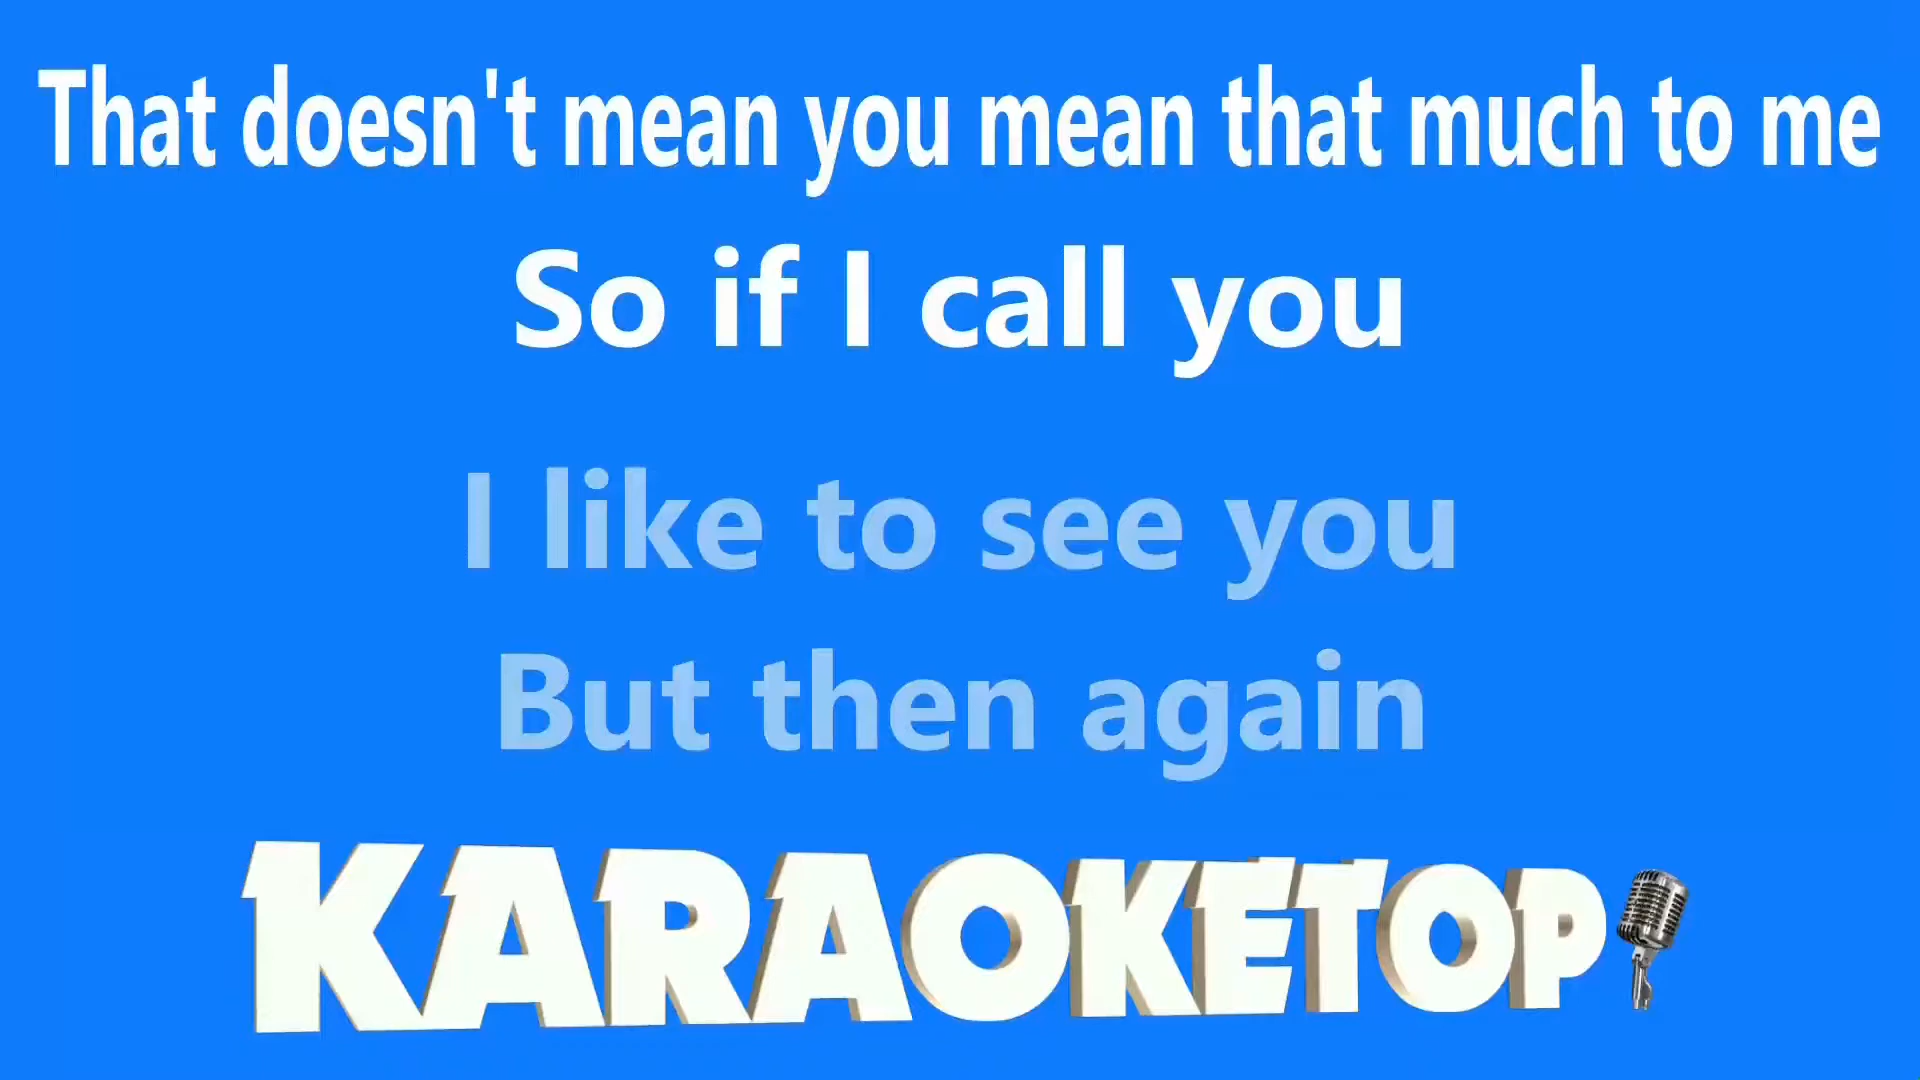 That doesn't mean you mean that much to me
So if I call you
I like to see you
But then again
KARAOKETOP